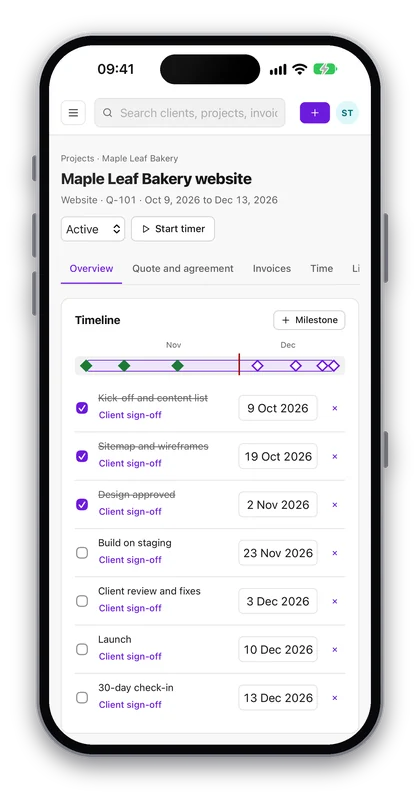 09:41
Search clients, projects, invoic
ST
Projects · Maple Leaf Bakery
Maple Leaf Bakery website
Website · Q-101 · Oct 9, 2026 to Dec 13, 2026
Active
Start timer
Overview Quote and agreement Invoices Time Li
Timeline
+ Milestone
Nov Dec
Kick-off and content list
Client sign-off
9 Oct 2026
Sitemap and wireframes
Client sign-off
19 Oct 2026
Design approved
Client sign-off
2 Nov 2026
Build on staging
Client sign-off
23 Nov 2026
Client review and fixes
Client sign-off
3 Dec 2026
Launch
Client sign-off
10 Dec 2026
30-day check-in
Client sign-off
13 Dec 2026